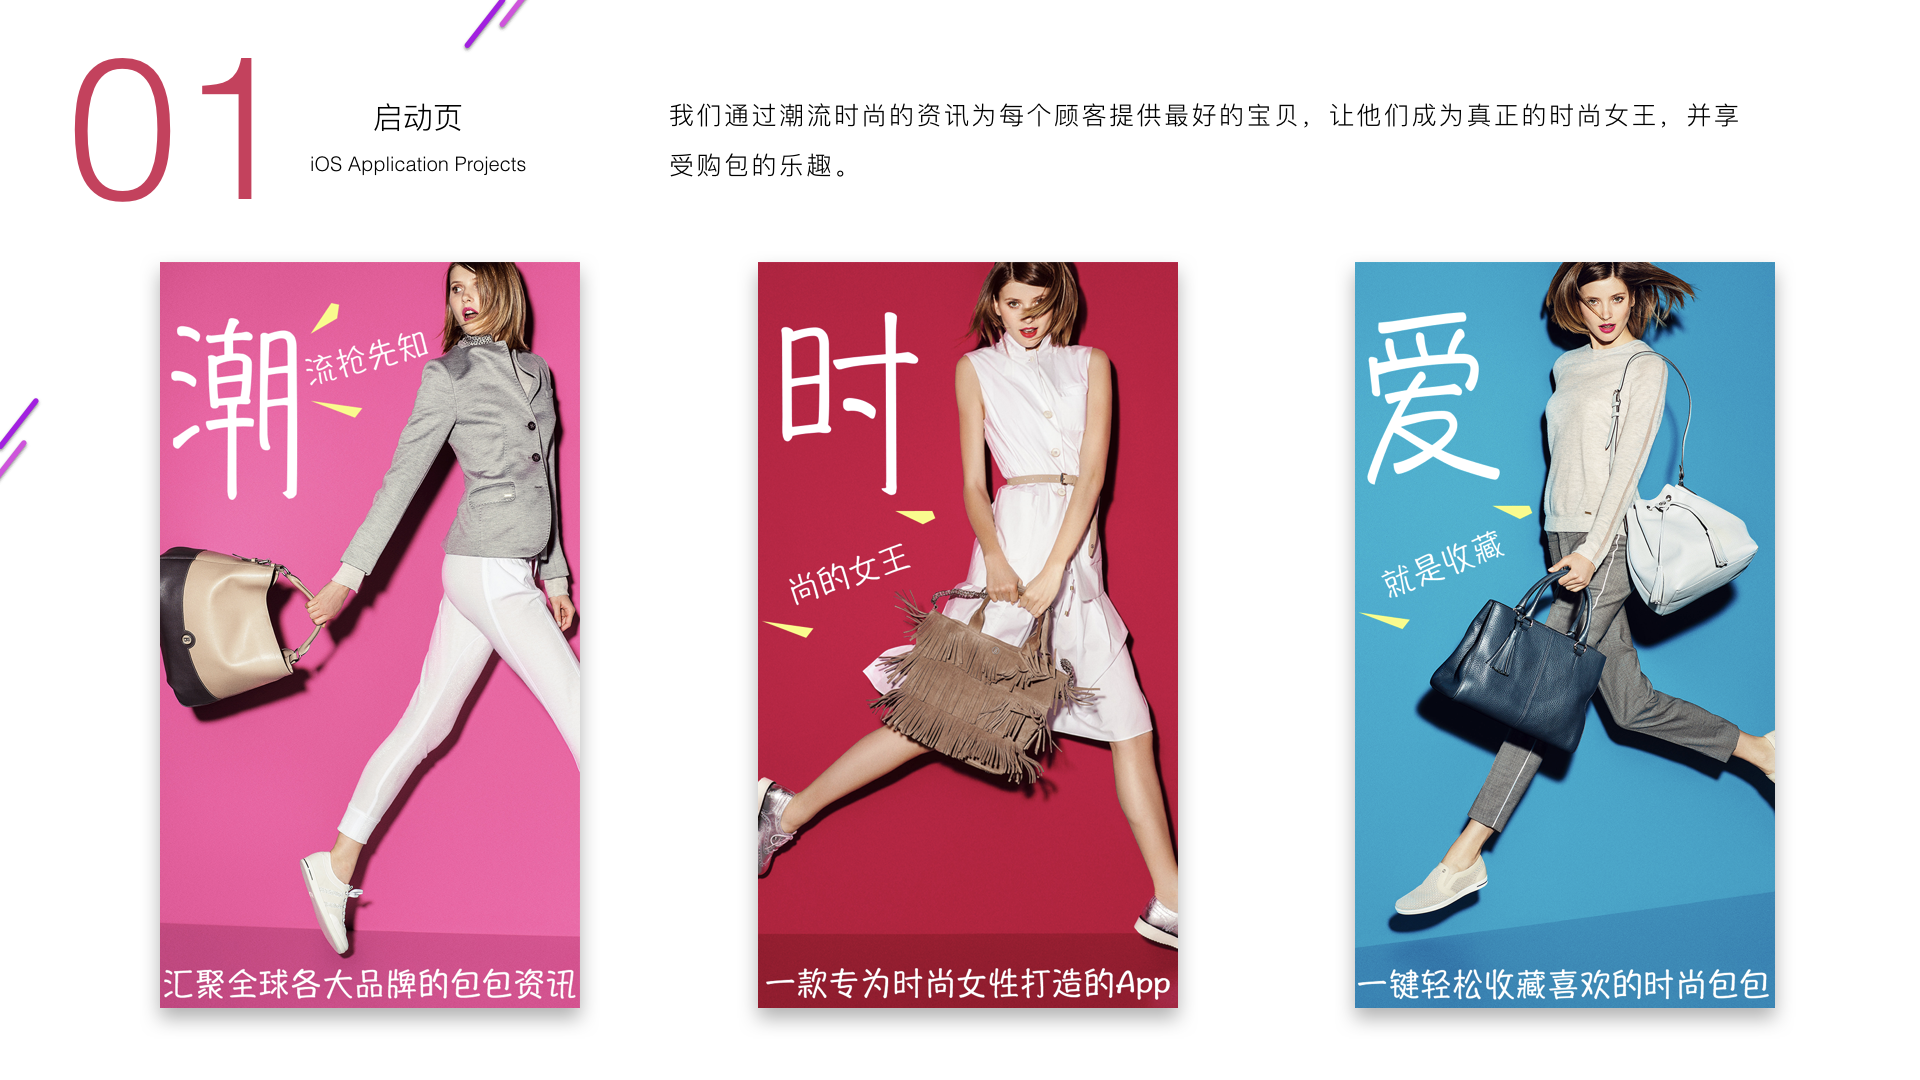 01
启动页
iOS Application Projects
我们通过潮流时尚的资讯为每个顾客提供最好的宝贝，让他们成为真正的时尚女王，并享
受购包的乐趣。
潮
流抢先知
汇聚全球各大品牌的包包资讯
时
尚的女王
一款专为时尚女性打造的App
爱
就是收藏
一键轻松收藏喜欢的时尚包包